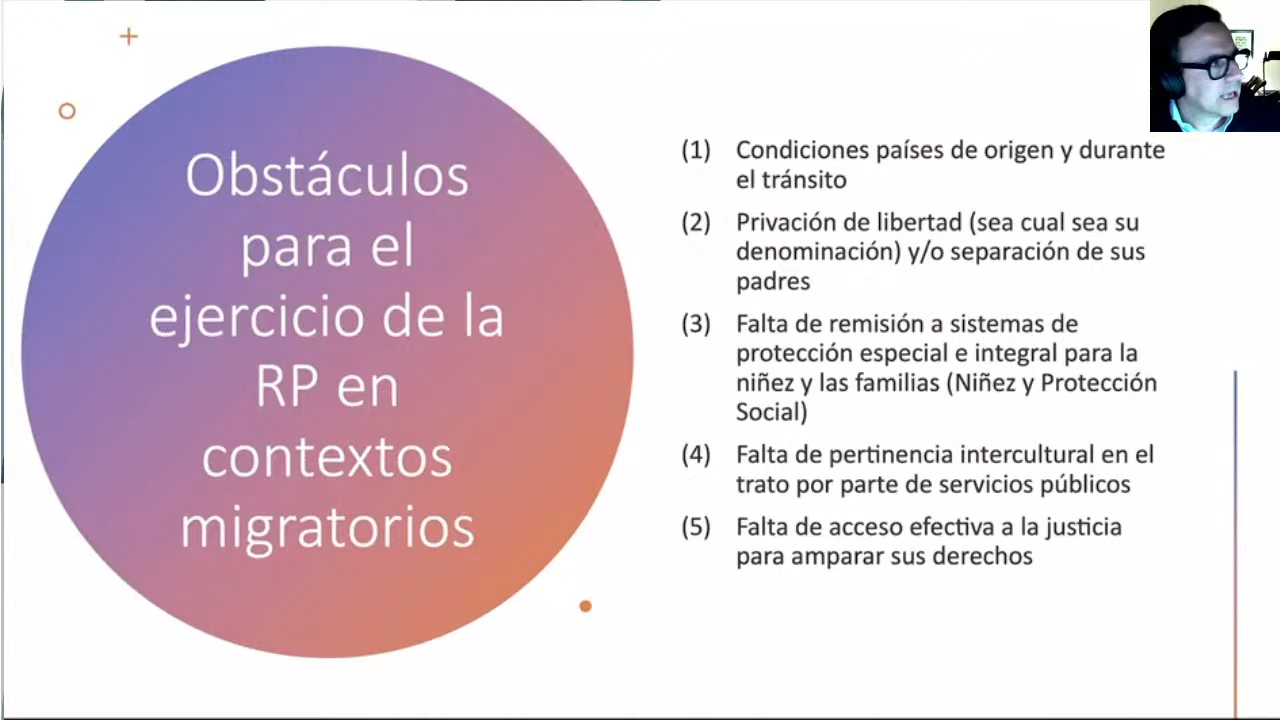 Obstáculos
para el
ejercicio de la
RP en
contextos
migratorios
(1) Condiciones países de origen y durante
el tránsito
(2) Privación de libertad (sea cual sea su
denominación) y/o separación de sus
padres
(3) Falta de remisión a sistemas de
protección especial e integral para la
niñez y las familias (Niñez y Protección
Social)
(4) Falta de pertinencia intercultural en el
trato por parte de servicios públicos
(5) Falta de acceso efectiva a la justicia
para amparar sus derechos